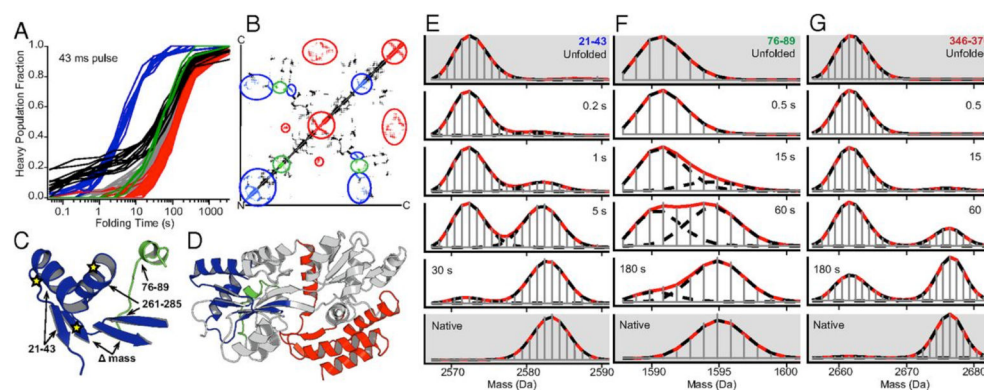 A
43 ms pulse
1.0
0.8
0.6
0.4
0.2
0.0
Heavy Population Fraction
0.1
1
10
100
1000
Folding Time (s)
B
C
N
C
C
76-89
261-285
21-43
Δ mass
D
E
21-43
Unfolded
0.2 s
1 s
5 s
30 s
Native
2570
2580
2590
Mass (Da)
F
76-89
Unfolded
0.5 s
15 s
60 s
180 s
Native
1590
1595
1600
Mass (Da)
G
346-37
Unfolde
0.5
15
60
180 s
Native
2660
2670
2680
Mass (Da)